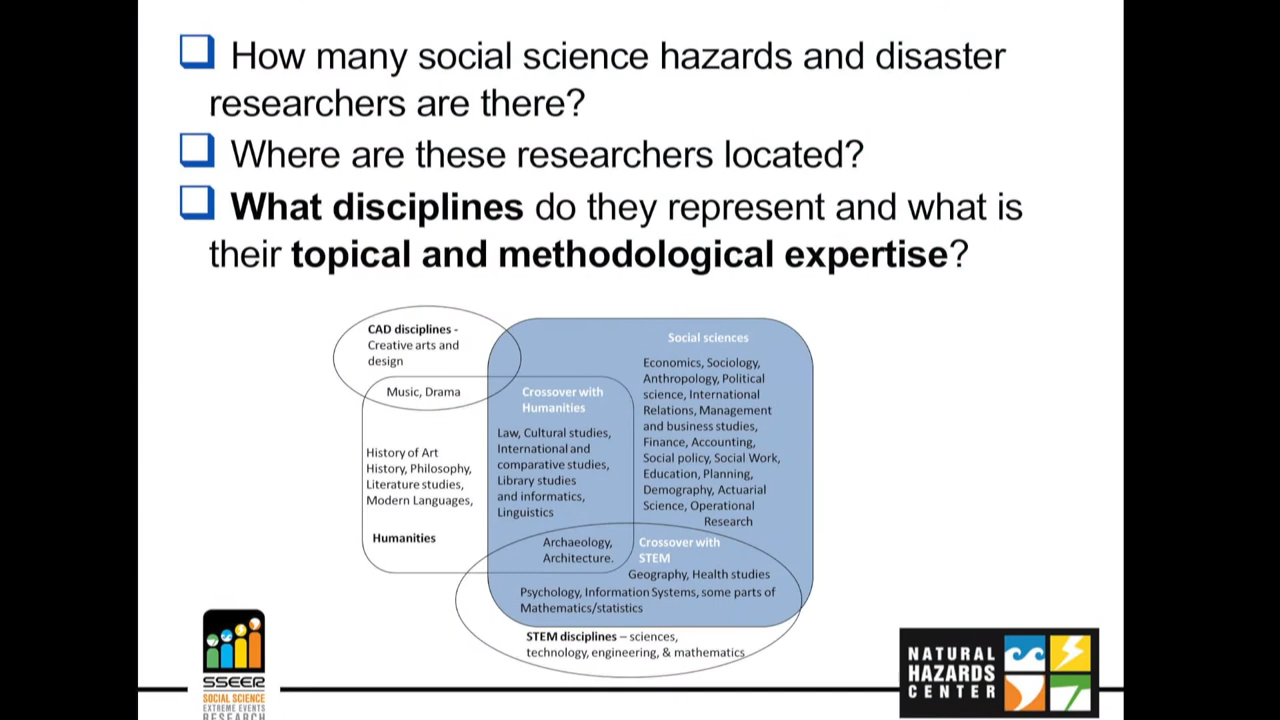 How many social science hazards and disaster
researchers are there?
Where are these researchers located?
What disciplines do they represent and what is
their topical and methodological expertise?
CAD disciplines -
Creative arts and
design
Music, Drama
History of Art
History, Philosophy,
Literature studies,
Modern Languages,
Humanities
Crossover with
Humanities
Law, Cultural studies,
International and
comparative studies,
Library studies
and informatics,
Linguistics
Archaeology,
Architecture.
Social sciences
Economics, Sociology,
Anthropology, Political
science, International
Relations, Management
and business studies,
Finance, Accounting,
Social policy, Social Work,
Education, Planning,
Demography, Actuarial
Science, Operational
Research
Crossover with
STEM
Geography, Health studies
Psychology, Information Systems, some parts of
Mathematics/statistics
STEM disciplines – sciences,
technology, engineering, & mathematics
SSEER
SOCIAL SCIENCE
EXTREME EVENTS
RESEARCH
NATURAL
HAZARDS
CENTER